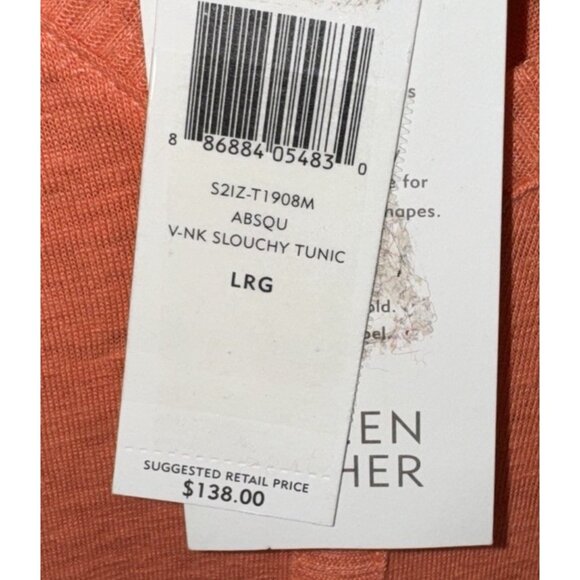 8 86884 05483 0
S2IZ-T1908M
ABSQU
V-NK SLOUCHY TUNIC
LRG
SUGGESTED RETAIL PRICE
$138.00
s
for
hapes.
old.
pel.
EEN
HER